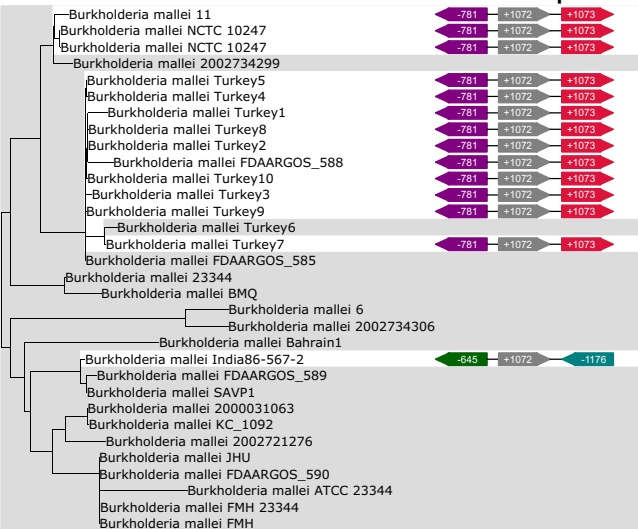 Burkholderia mallei 11 -781 +1072 +1073
Burkholderia mallei NCTC 10247 -781 +1072 +1073
Burkholderia mallei NCTC 10247 -781 +1072 +1073
Burkholderia mallei 2002734299
Burkholderia mallei Turkey5 -781 +1072 +1073
Burkholderia mallei Turkey4 -781 +1072 +1073
Burkholderia mallei Turkey1 -781 +1072 +1073
Burkholderia mallei Turkey8 -781 +1072 +1073
Burkholderia mallei Turkey2 -781 +1072 +1073
Burkholderia mallei FDAARGOS_588 -781 +1072 +1073
Burkholderia mallei Turkey10 -781 +1072 +1073
Burkholderia mallei Turkey3 -781 +1072 +1073
Burkholderia mallei Turkey9 -781 +1072 +1073
Burkholderia mallei Turkey6
Burkholderia mallei Turkey7 -781 +1072 +1073
Burkholderia mallei FDAARGOS_585
Burkholderia mallei 23344
Burkholderia mallei BMQ
Burkholderia mallei 6
Burkholderia mallei 2002734306
Burkholderia mallei Bahrain1
Burkholderia mallei India86-567-2 -645 +1072 -1176
Burkholderia mallei FDAARGOS_589
Burkholderia mallei SAVP1
Burkholderia mallei 2000031063
Burkholderia mallei KC_1092
Burkholderia mallei 2002721276
Burkholderia mallei JHU
Burkholderia mallei FDAARGOS_590
Burkholderia mallei ATCC 23344
Burkholderia mallei FMH 23344
Burkholderia mallei FMH